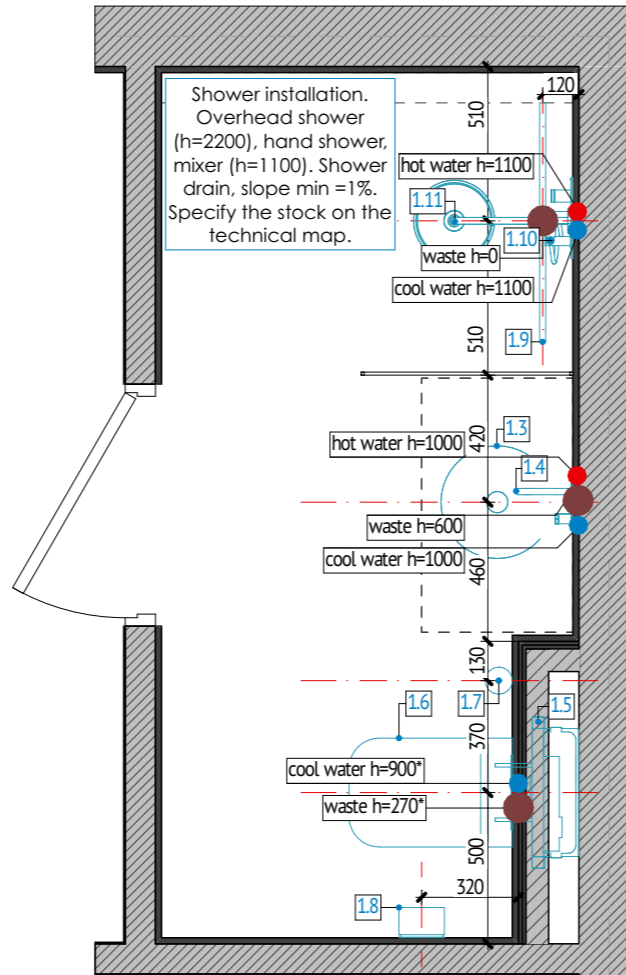 120
Shower installation.
Overhead shower
(h=2200), hand shower,
mixer (h=1100). Shower
drain, slope min =1%.
Specify the stock on the
technical map.
510
hot water h=1100
1.11
1.10
waste h=0
cool water h=1100
510
1.9
420
1.3
hot water h=1000
1.4
waste h=600
cool water h=1000
460
130
1.6
1.7
1.5
370
cool water h=900*
waste h=270*
500
320
1.8